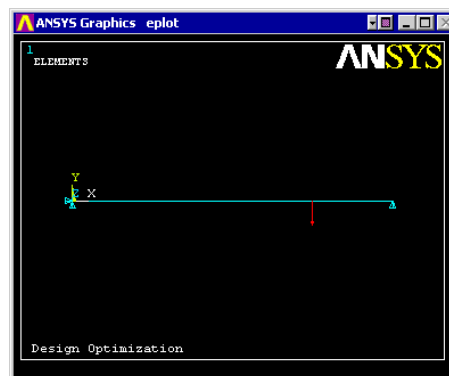 ANSYS Graphics eplot
1
ELEMENTS
ANSYS
Y
Z X
Design Optimization